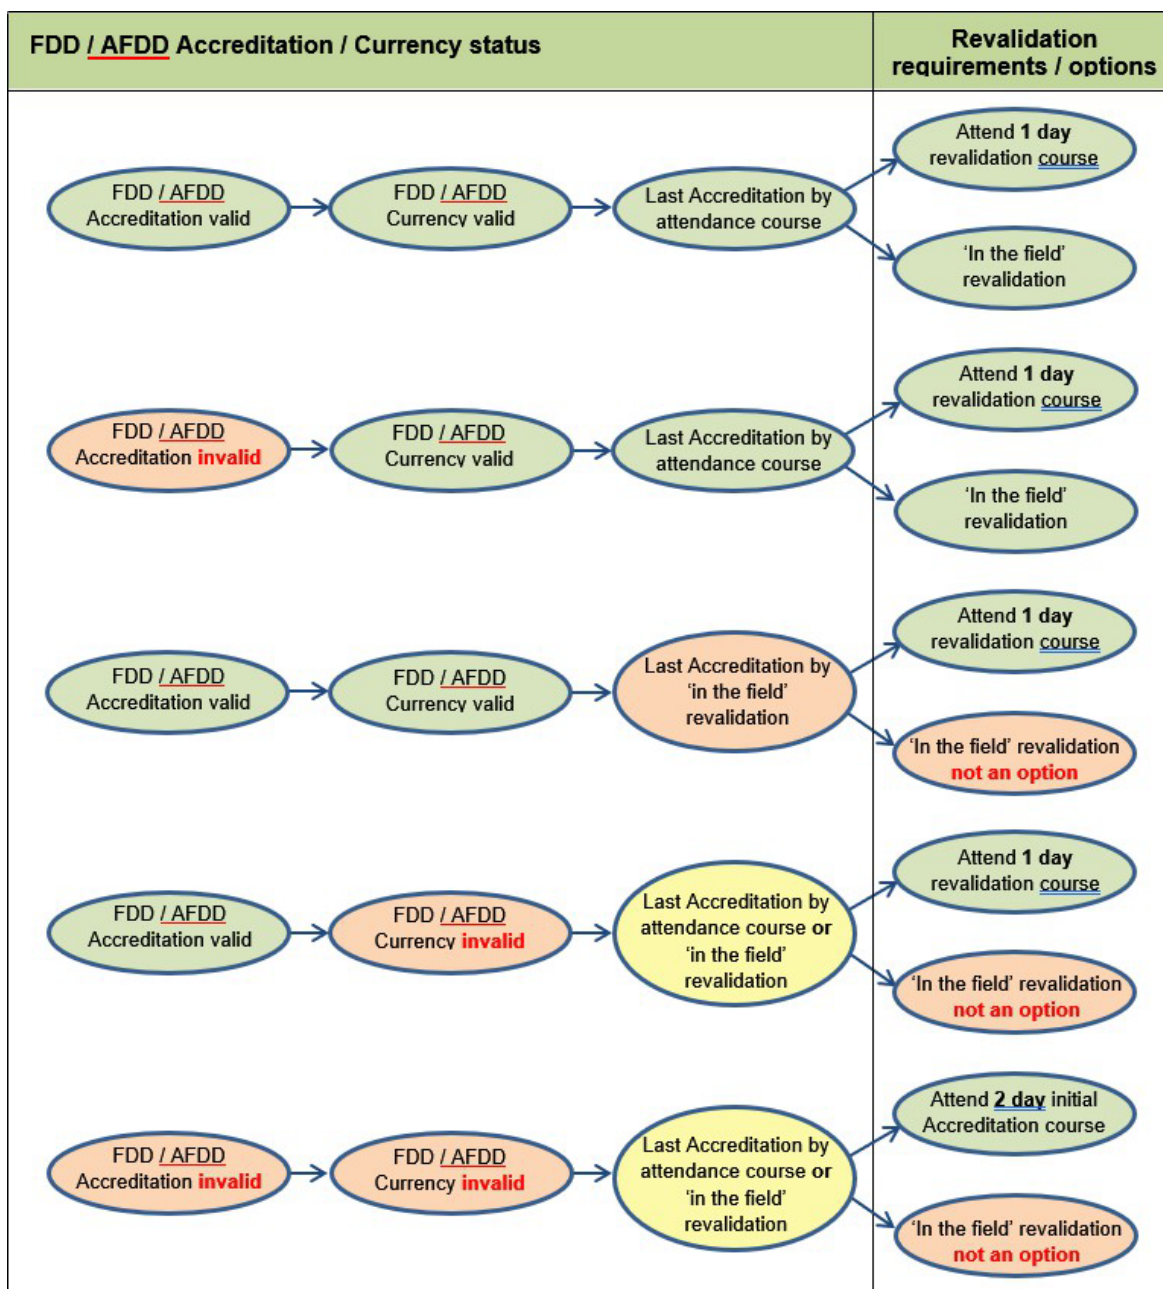 FDD / AFDD Accreditation / Currency status
Revalidation
requirements / options
FDD / AFDD
Accreditation valid
FDD / AFDD
Currency valid
Last Accreditation by
attendance course
Attend 1 day
revalidation course
'In the field'
revalidation
FDD / AFDD
Accreditation invalid
FDD / AFDD
Currency valid
Last Accreditation by
attendance course
Attend 1 day
revalidation course
'In the field'
revalidation
FDD / AFDD
Accreditation valid
FDD / AFDD
Currency valid
Last Accreditation by
'in the field'
revalidation
Attend 1 day
revalidation course
'In the field' revalidation
not an option
FDD / AFDD
Accreditation valid
FDD / AFDD
Currency invalid
Last Accreditation by
attendance course or
'in the field'
revalidation
Attend 1 day
revalidation course
'In the field' revalidation
not an option
FDD / AFDD
Accreditation invalid
FDD / AFDD
Currency invalid
Last Accreditation by
attendance course or
'in the field'
revalidation
Attend 2 day initial
Accreditation course
'In the field' revalidation
not an option